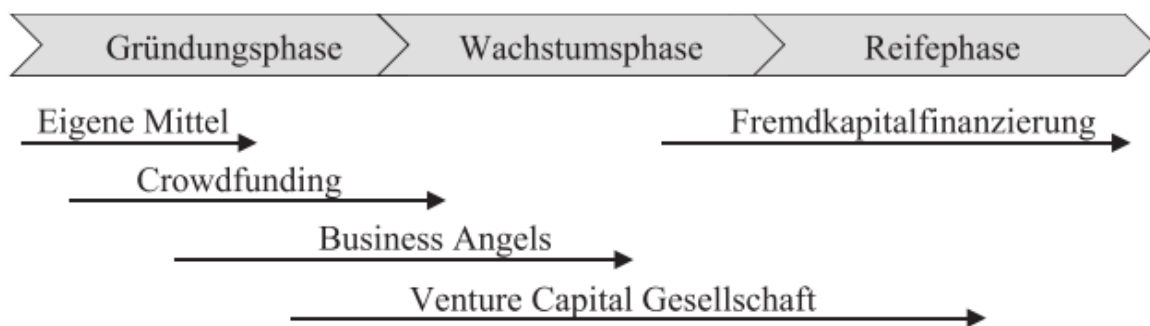 Gründungsphase Wachstumsphase Reifephase
Eigene Mittel Fremdkapitalfinanzierung
Crowdfunding
Business Angels
Venture Capital Gesellschaft